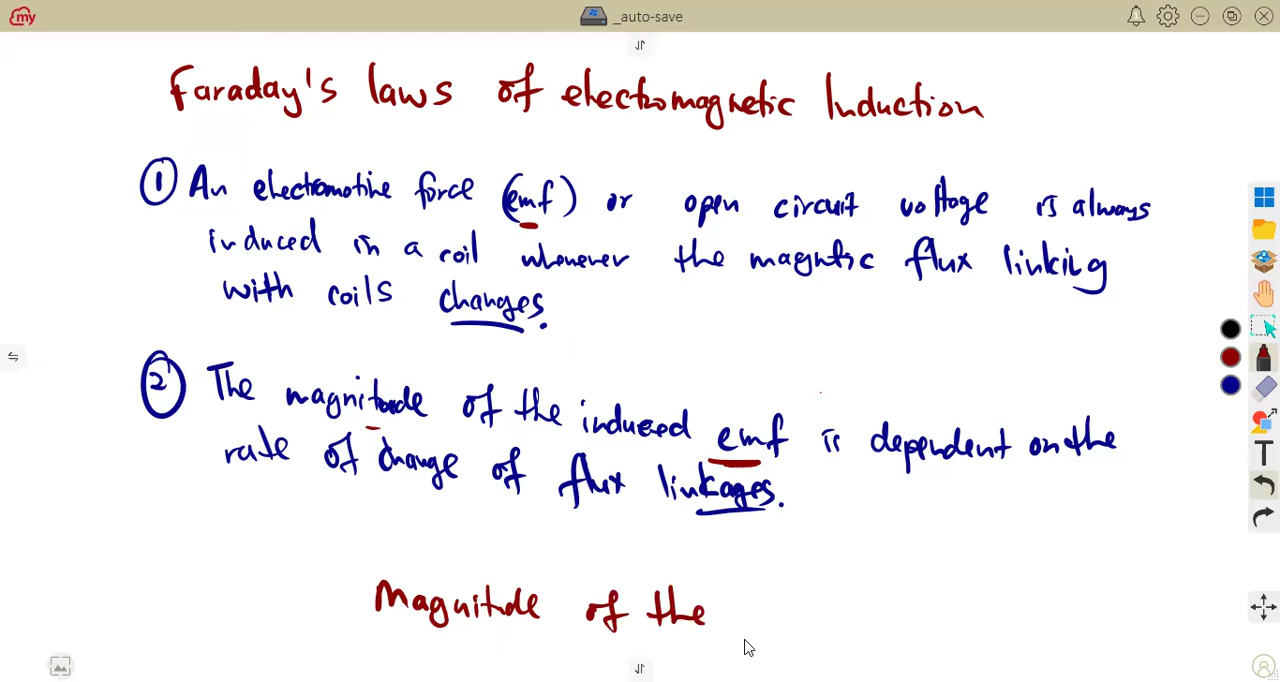 my
_auto-save
Faraday's laws of electromagnetic Induction
① An electromotive force (emf) or open circuit voltage is always
induced in a coil whenever the magnetic flux linking
with coils changes.
② The magnitude of the induced emf is dependent on the
rate of change of flux linkages.
Magnitude of the